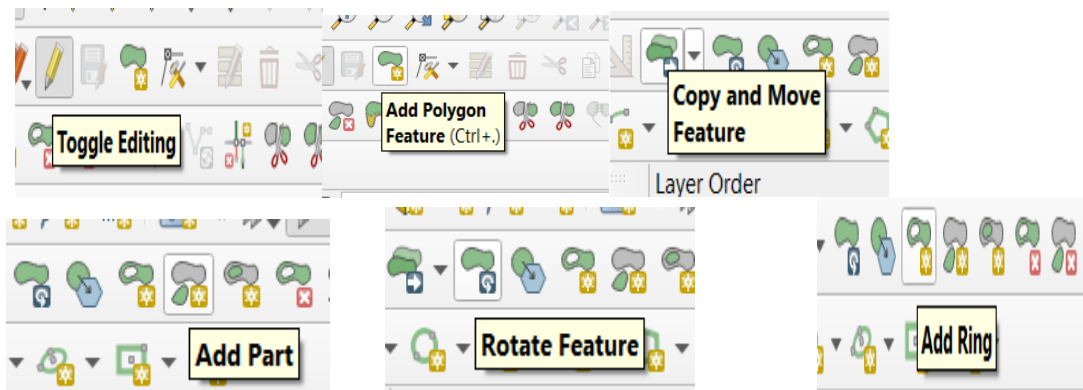 Toggle Editing
Add Polygon
Feature (Ctrl+.)
Copy and Move
Feature
Layer Order
Add Part
Rotate Feature
Add Ring